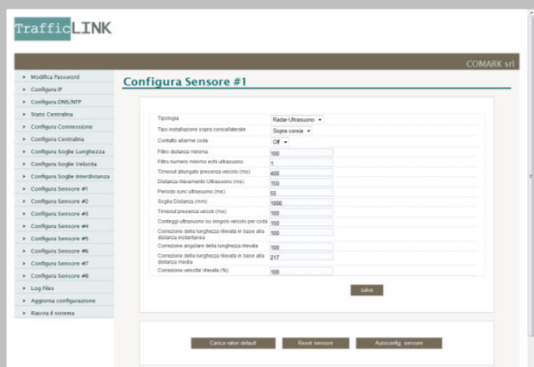 TrafficLINK
COMARK srl
Modifica Password
Configura IP
Configura DNS/NTP
Stato Centralina
Configura Connessione
Configura Centralina
Configura Soglie Lunghezza
Configura Soglie Velocita
Configura Soglie Interdistanza
Configura Sensore #1
Configura Sensore #2
Configura Sensore #3
Configura Sensore #4
Configura Sensore #5
Configura Sensore #6
Configura Sensore #7
Configura Sensore #8
Log Files
Aggiorna configurazione
Riavvia il sistema
Configura Sensore #1
Tipologia Radar-Ultrasuono
Tipo installazione sopra corsia/laterale Sopra corsia
Contatto allarme coda Off
Filtro distanza minima 100
Filtro numero minimo echi ultrasuono 1
Timeout allungato presenza veicolo (ms) 400
Distanza rilevamento Ultrasuono (ms) 150
Periodo sync ultrasuono (ms) 55
Soglia Distanza (mm) 1000
Timeout presenza veicoli (ms) 100
Conteggi ultrasuono su singolo veicolo per coda 150
Correzione della lunghezza rilevata in base alla distanza instantanea 100
Correzione angolare della lunghezza rilevata 100
Correzione della lunghezza rilevata in base alla distanza media 217
Correzione velocita' rilevata (%) 100
salva
Carica valori default
Reset sensore
Autoconfig. sensore